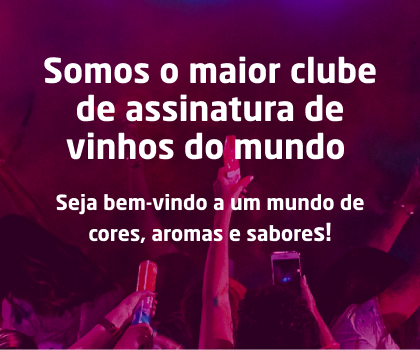 Somos o maior clube
de assinatura de
vinhos do mundo
Seja bem-vindo a um mundo de
cores, aromas e sabores!